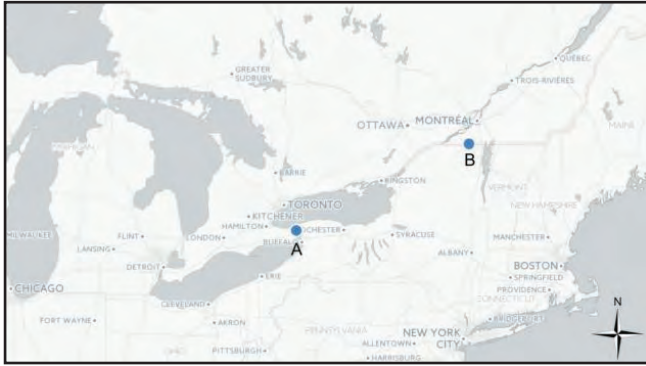 QUÉBEC
GREATER
SUDBURY
TROIS-RIVIÈRES
OTTAWA
MONTRÉAL
B
BARRIE
KINGSTON
VERMONT
NEW HAMPSHIRE
TORONTO
KITCHENER
HAMILTON
LONDON
BUFFALO
A
SYRACUSE
MILWAUKEE
FLINT
LANSING
DETROIT
ALBANY
MANCHESTER
ERIE
BOSTON
SPRINGFIELD
PROVIDENCE
CONNECTICUT
CHICAGO
CLEVELAND
N
FORT WAYNE
AKRON
PENNSYLVANIA
NEW YORK
CITY
BRIDGEPORT
OHIO
PITTSBURGH
ALLENTOWN
HARRISBURG